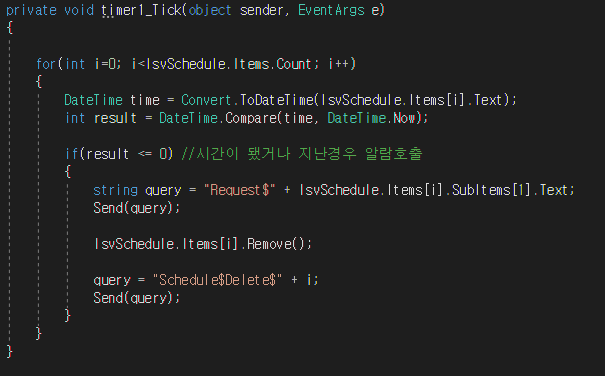 private void timer1_Tick(object sender, EventArgs e)
{
for(int i=0; i<lsvSchedule.Items.Count; i++)
{
DateTime time = Convert.ToDateTime(lsvSchedule.Items[i].Text);
int result = DateTime.Compare(time, DateTime.Now);
if(result <= 0) //시간이 됐거나 지난경우 알람호출
{
string query = "Request$" + lsvSchedule.Items[i].SubItems[1].Text;
Send(query);
lsvSchedule.Items[i].Remove();
query = "Schedule$Delete$" + i;
Send(query);
}
}
}